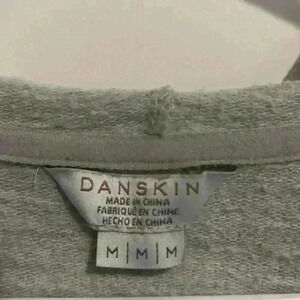 DANSKIN
MADE IN CHINA
FABRIQUÉ EN CHINE
HECHO EN CHINA
M|M|M